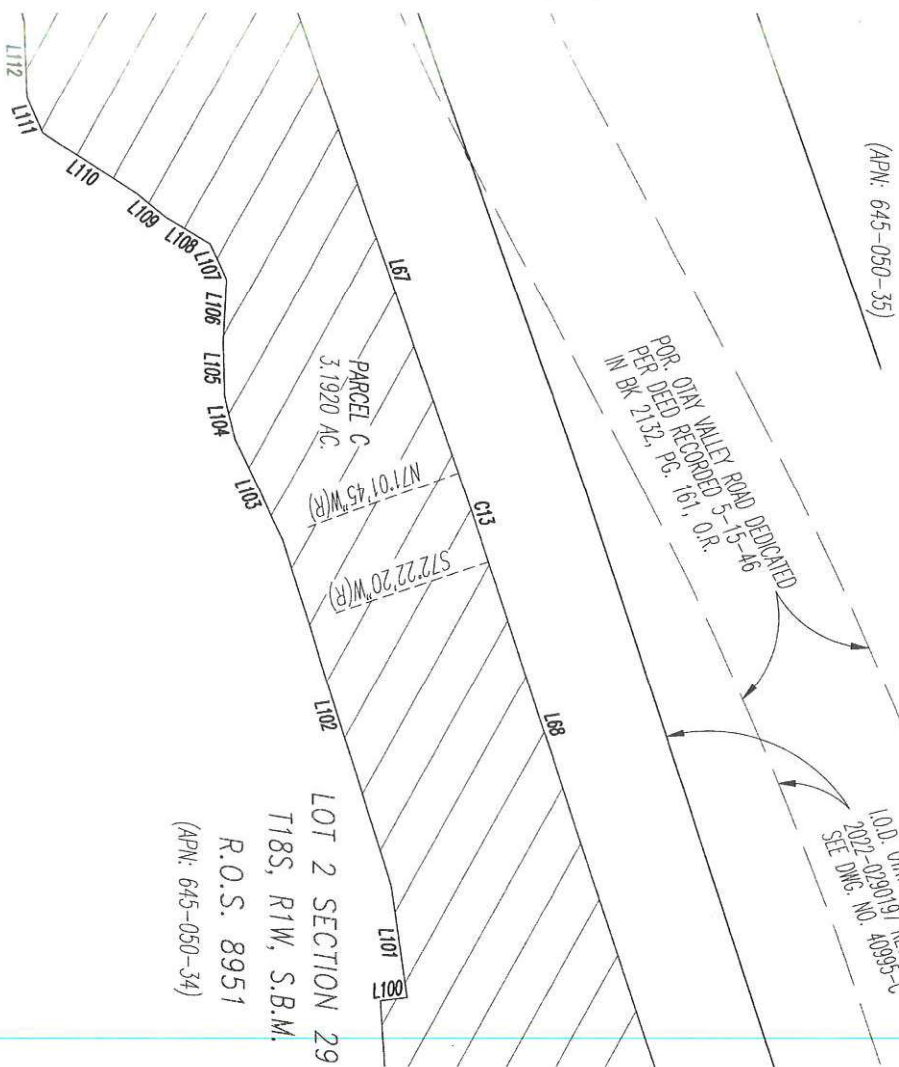 (APN: 645-050-35)
POR. OTAY VALLEY ROAD DEDICATED
PER DEED RECORDED 5-15-46
IN BK 2132, PG. 161, O.R.
I.O.D.
2022-0290197
SEE DWG. NO. 40995-C
L67
C13
L68
PARCEL C
3.1920 AC.
N71°01'45"W(R)
S72°22'20"W(R)
L112
L111
L110
L109
L108
L107
L106
L105
L104
L103
L102
L101
L100
LOT 2 SECTION 29
T18S, R1W, S.B.M.
R.O.S. 8951
(APN: 645-050-34)